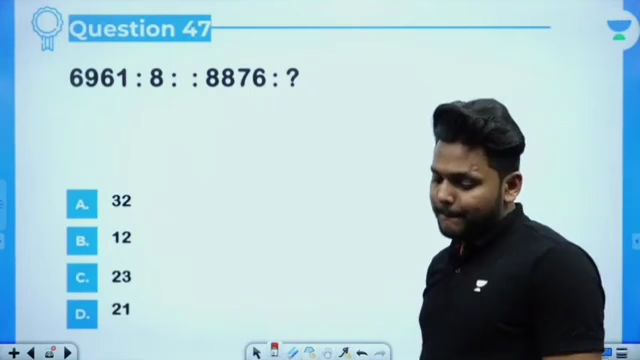 Question 47
6961 : 8 : : 8876 : ?
A. 32
B. 12
C. 23
D. 21